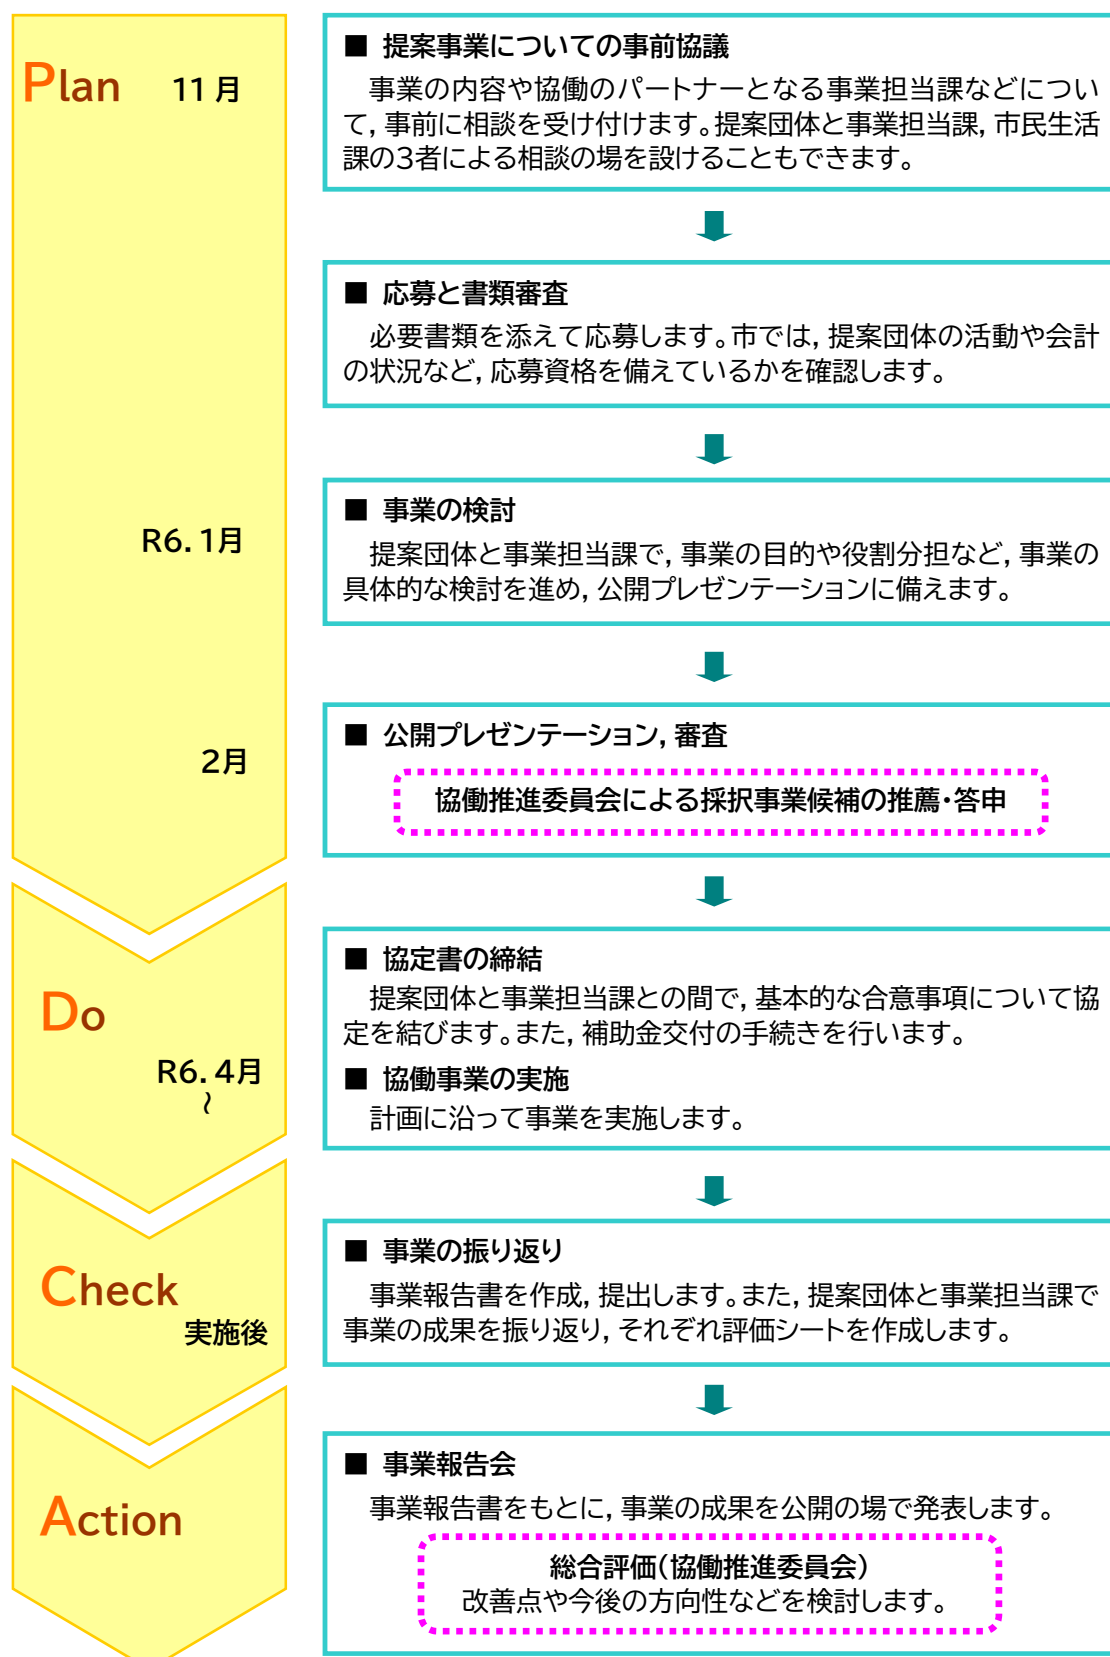 Plan 11月
■ 提案事業についての事前協議
事業の内容や協働のパートナーとなる事業担当課などについ
て，事前に相談を受け付けます。提案団体と事業担当課，市民生活
課の3者による相談の場を設けることもできます。
■ 応募と書類審査
必要書類を添えて応募します。市では，提案団体の活動や会計
の状況など，応募資格を備えているかを確認します。
R6．1月
■ 事業の検討
提案団体と事業担当課で，事業の目的や役割分担など，事業の
具体的な検討を進め，公開プレゼンテーションに備えます。
2月
■ 公開プレゼンテーション，審査
協働推進委員会による採択事業候補の推薦・答申
Do
R6．4月
～
■ 協定書の締結
提案団体と事業担当課との間で，基本的な合意事項について協
定を結びます。また，補助金交付の手続きを行います。
■ 協働事業の実施
計画に沿って事業を実施します。
Check
実施後
■ 事業の振り返り
事業報告書を作成，提出します。また，提案団体と事業担当課で
事業の成果を振り返り，それぞれ評価シートを作成します。
Action
■ 事業報告会
事業報告書をもとに，事業の成果を公開の場で発表します。
総合評価（協働推進委員会）
改善点や今後の方向性などを検討します。